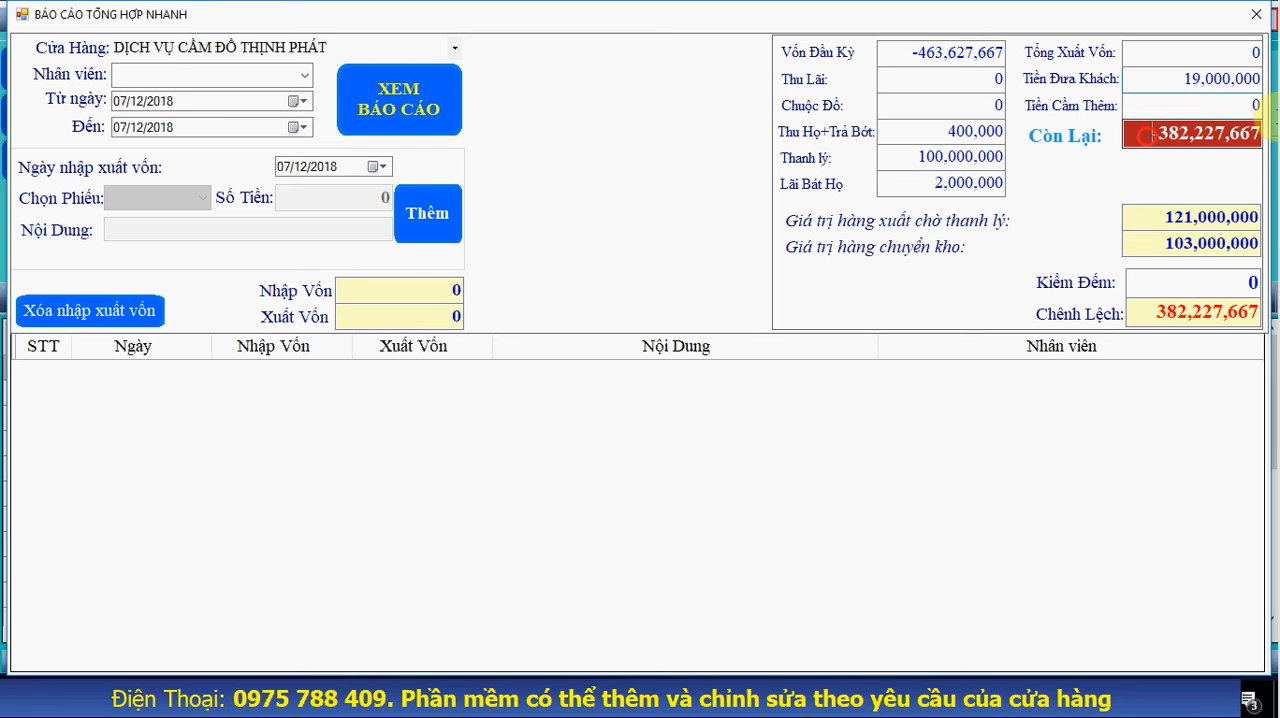 BÁO CÁO TỔNG HỢP NHANH
Cửa Hàng: DỊCH VỤ CẦM ĐỒ THỊNH PHÁT
Nhân viên:
Từ ngày: 07/12/2018
Đến: 07/12/2018
XEM
BÁO CÁO
Ngày nhập xuất vốn: 07/12/2018
Chọn Phiếu: Số Tiền: 0
Nội Dung:
Thêm
Xóa nhập xuất vốn
Nhập Vốn 0
Xuất Vốn 0
Vốn Đầu Kỳ -463,627,667
Thu Lãi: 0
Chuộc Đồ: 0
Thu Họ+Trả Bớt: 400,000
Thanh lý: 100,000,000
Lãi Bát Họ 2,000,000
Tổng Xuất Vốn: 0
Tiền Đưa Khách: 19,000,000
Tiền Cầm Thêm: 0
Còn Lại: 382,227,667
Giá trị hàng xuất chờ thanh lý: 121,000,000
Giá trị hàng chuyển kho: 103,000,000
Kiểm Đếm: 0
Chênh Lệch: 382,227,667
STT Ngày Nhập Vốn Xuất Vốn Nội Dung Nhân viên
Điện Thoại: 0975 788 409. Phần mềm có thể thêm và chỉnh sửa theo yêu cầu của cửa hàng
3